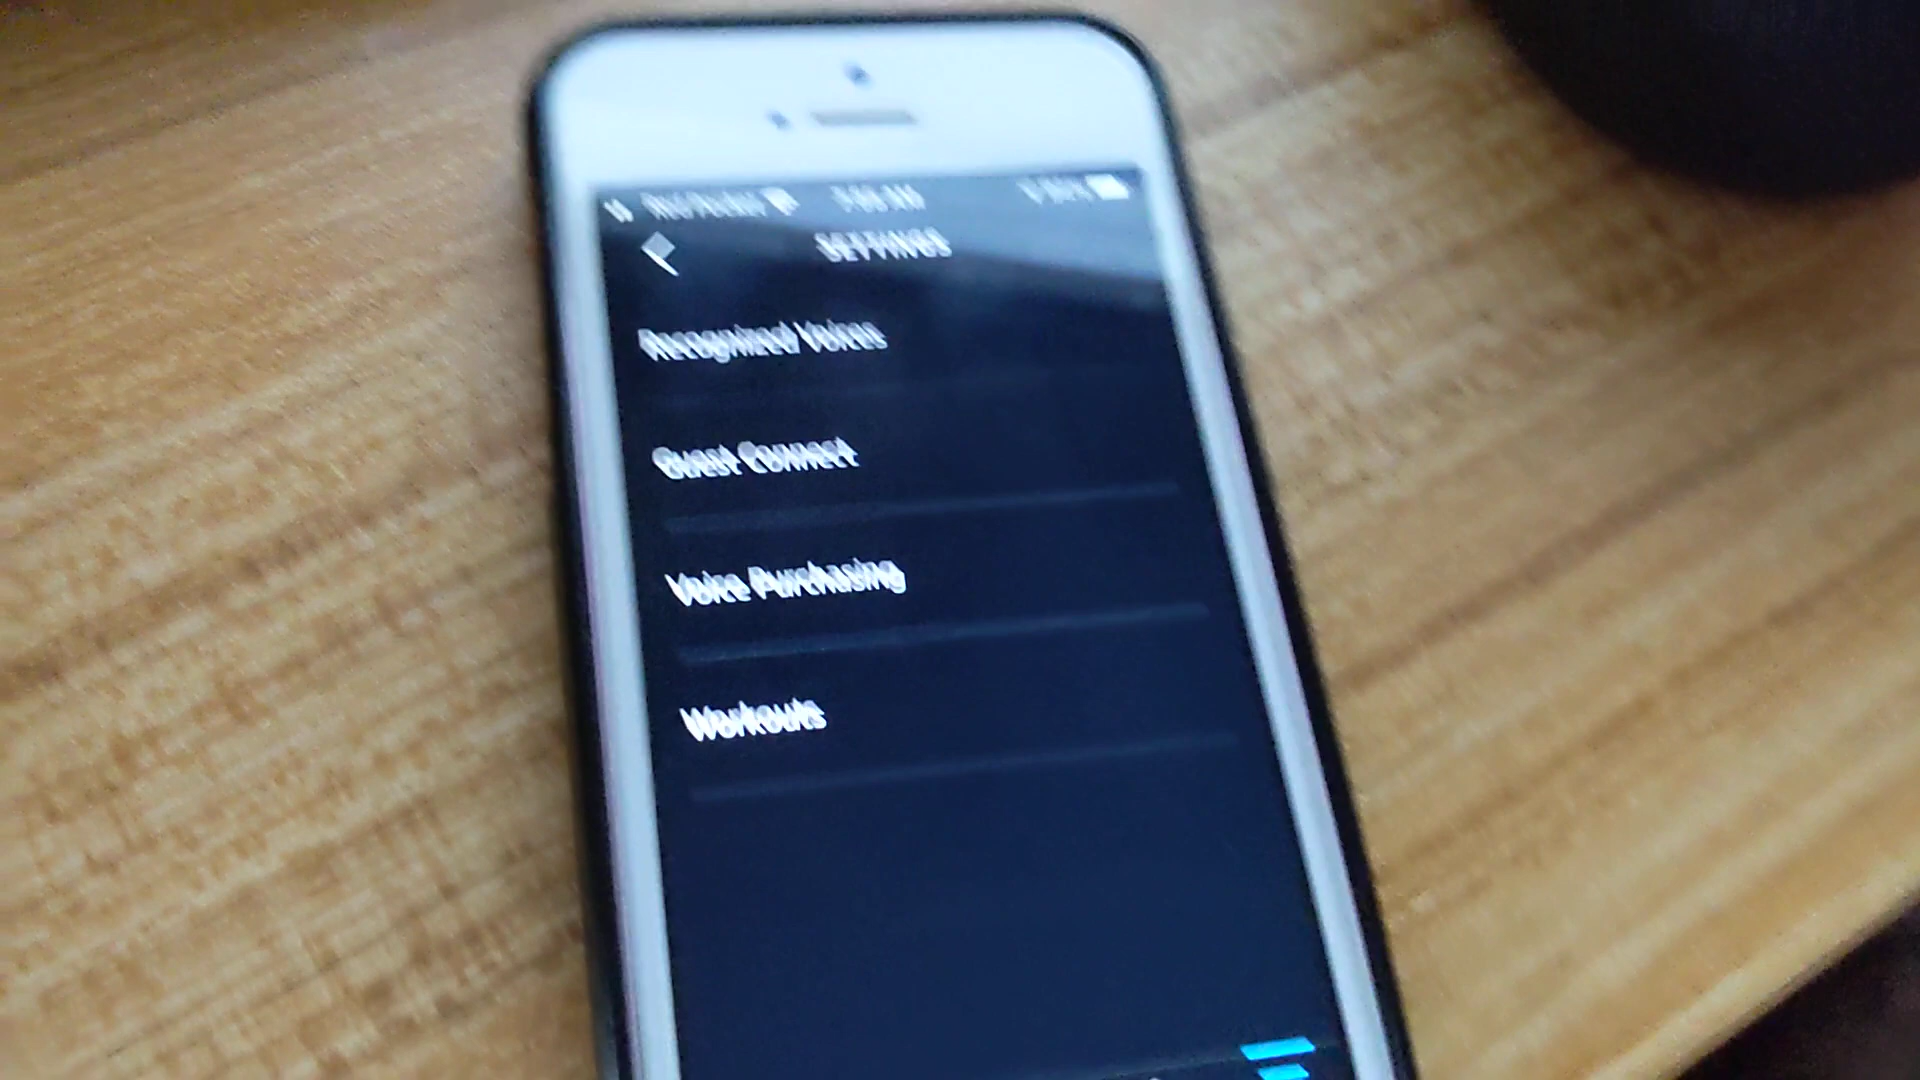 SETTINGS
Recognized Voices
Guest Connect
Voice Purchasing
Workouts